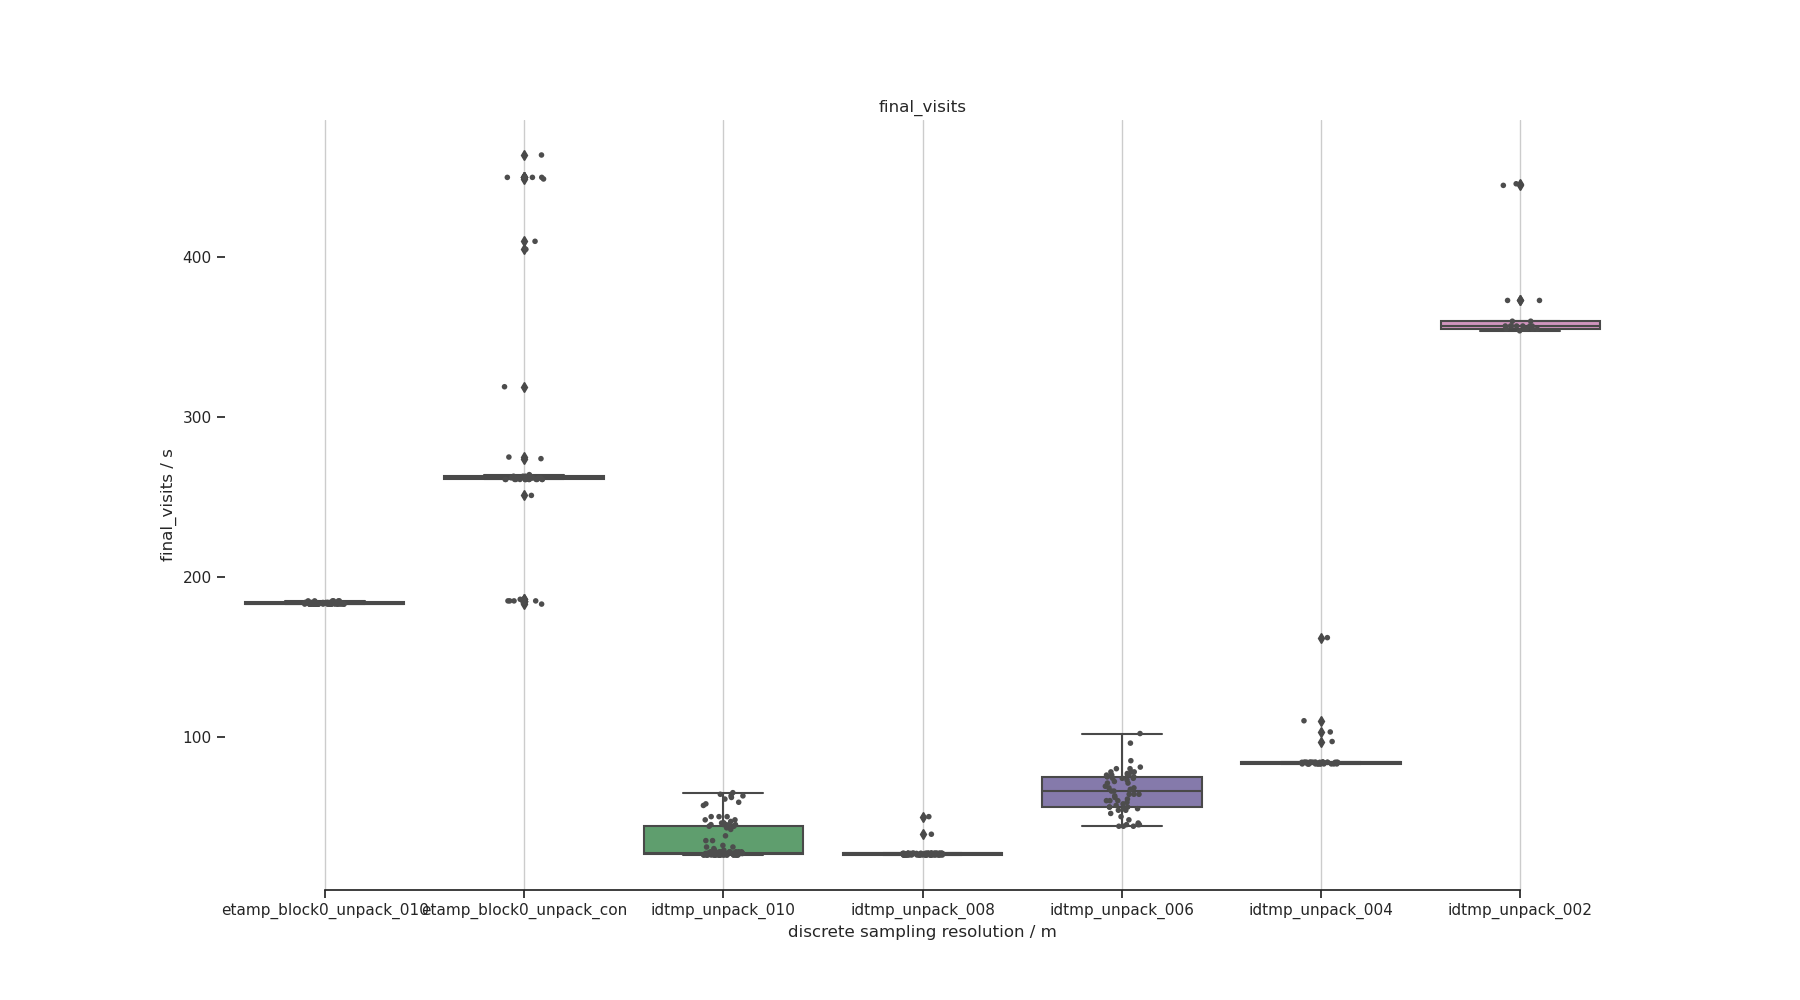 final_visits
400
300
200
100
final_visits / s
etamp_block0_unpack_010 etamp_block0_unpack_con idtmp_unpack_010 idtmp_unpack_008 idtmp_unpack_006 idtmp_unpack_004 idtmp_unpack_002
discrete sampling resolution / m